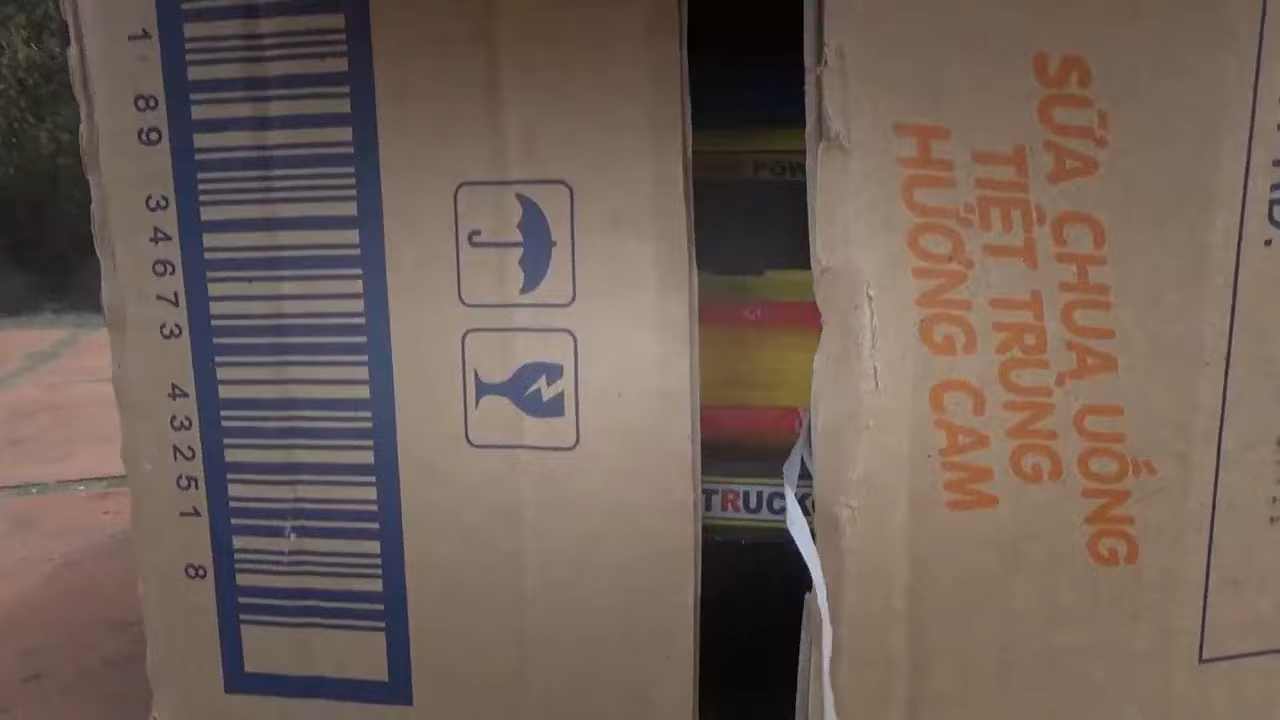 1 89 34673 43251 8
POW
TRUCK
SỮA CHUA UỐNG
TIỆT TRÙNG
HƯƠNG CAM